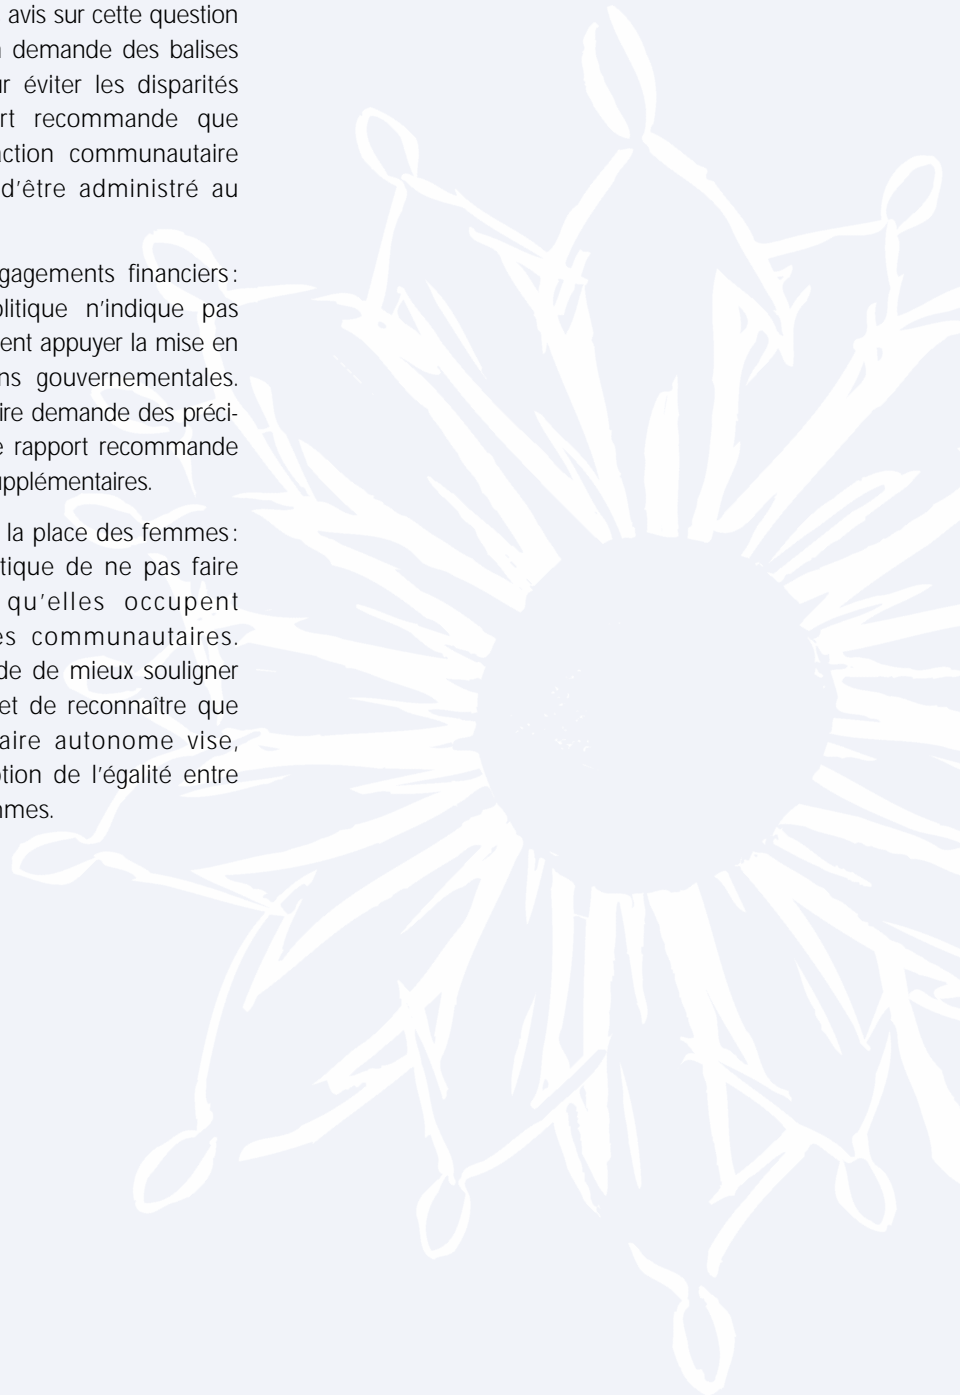 avis sur cette question
demande des balises
r éviter les disparités
rt recommande que
action communautaire
d'être administré au
gagements financiers :
olitique n'indique pas
ent appuyer la mise en
ns gouvernementales.
ire demande des préci-
e rapport recommande
upplémentaires.
la place des femmes :
tique de ne pas faire
qu'elles occupent
es communautaires.
de de mieux souligner
et de reconnaître que
aire autonome vise,
tion de l'égalité entre
mmes.